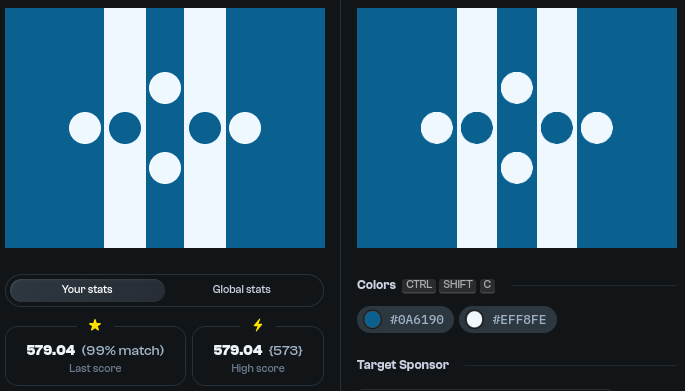 Your stats Global stats
579.04 (99% match) 579.04 {573}
Last score High score
Colors CTRL SHIFT C
#0A6190 #EFF8FE
Target Sponsor